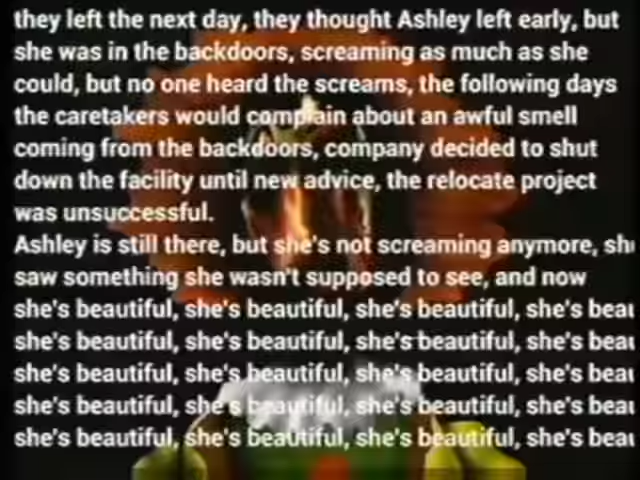 they left the next day, they thought Ashley left early, but
she was in the backdoors, screaming as much as she
could, but no one heard the screams, the following days
the caretakers would complain about an awful smell
coming from the backdoors, company decided to shut
down the facility until new advice, the relocate project
was unsuccessful.
Ashley is still there, but she's not screaming anymore, sh
saw something she wasn't supposed to see, and now
she's beautiful, she's beautiful, she's beautiful, she's beau
she's beautiful, she's beautiful, she's beautiful, she's beau
she's beautiful, she's beautiful, she's beautiful, she's beau
she's beautiful, she's beautiful, she's beautiful, she's beau
she's beautiful, she's beautiful, she's beautiful, she's beau